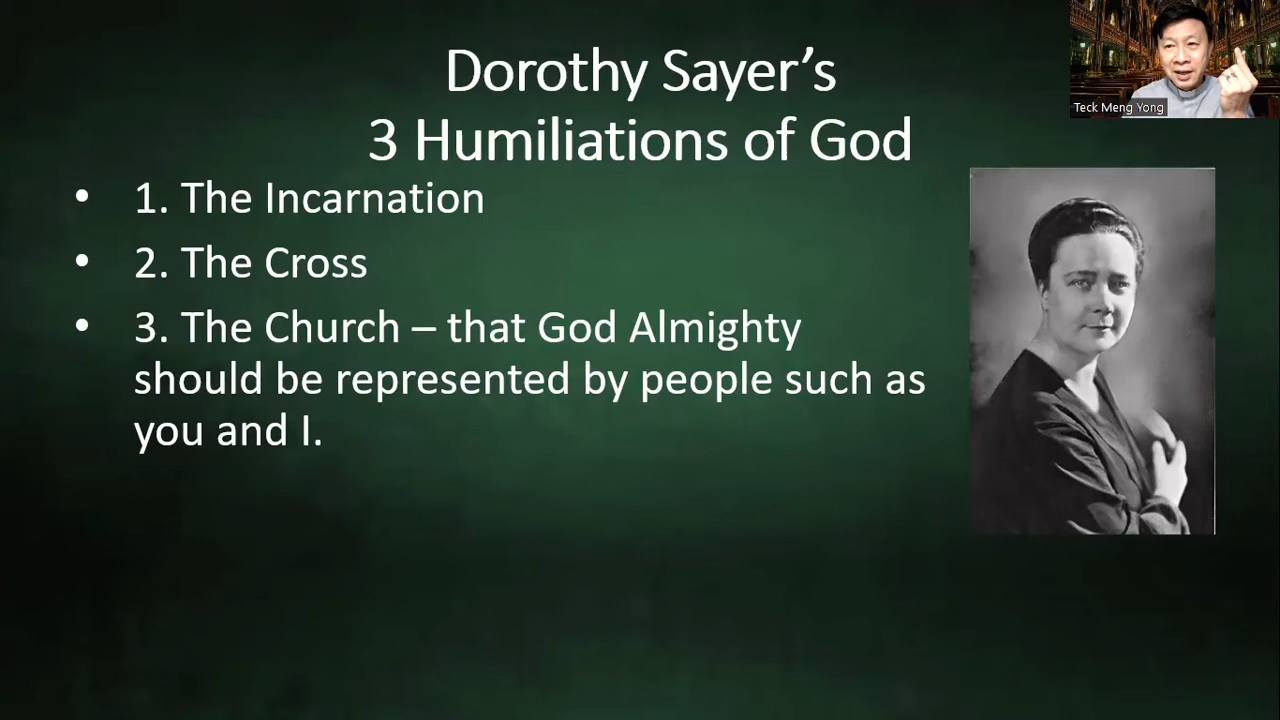 Dorothy Sayer’s
3 Humiliations of God
Teck Meng Yong
• 1. The Incarnation
• 2. The Cross
• 3. The Church – that God Almighty
should be represented by people such as
you and I.